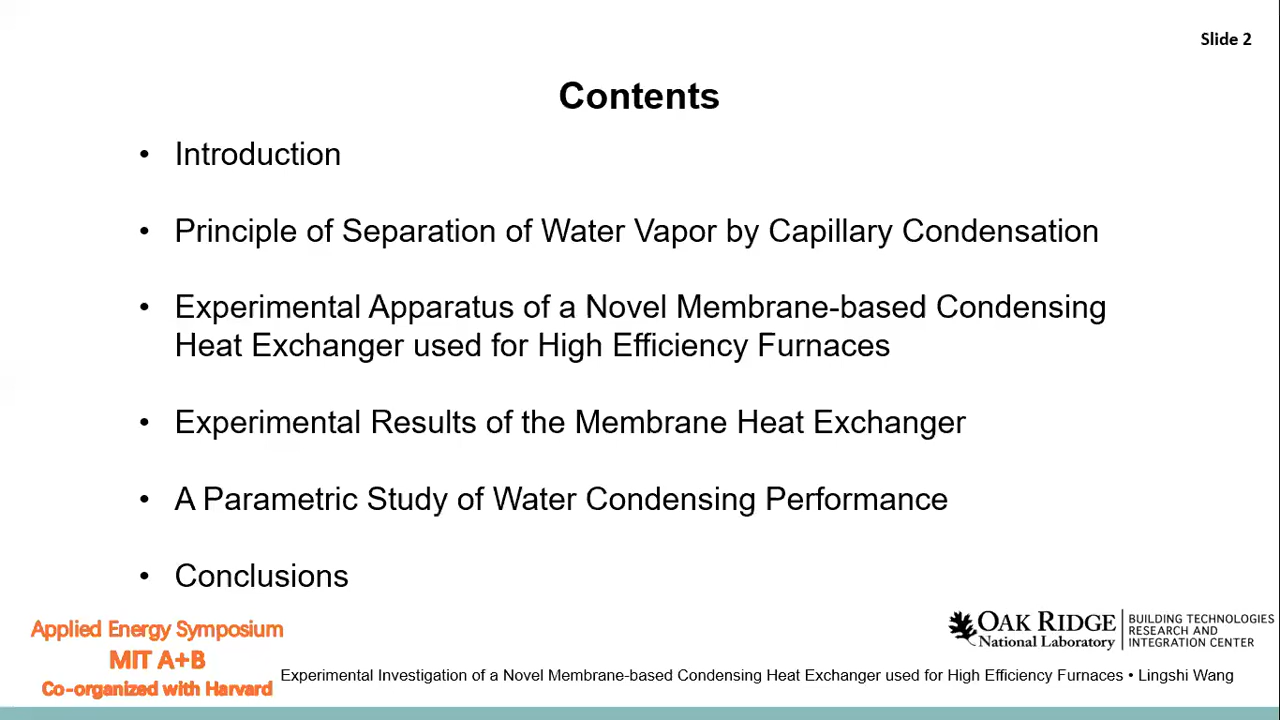 Slide 2
Contents
• Introduction
• Principle of Separation of Water Vapor by Capillary Condensation
• Experimental Apparatus of a Novel Membrane-based Condensing
Heat Exchanger used for High Efficiency Furnaces
• Experimental Results of the Membrane Heat Exchanger
• A Parametric Study of Water Condensing Performance
• Conclusions
Applied Energy Symposium
MIT A+B
Co-organized with Harvard
OAK RIDGE
National Laboratory
BUILDING TECHNOLOGIES
RESEARCH AND
INTEGRATION CENTER
Experimental Investigation of a Novel Membrane-based Condensing Heat Exchanger used for High Efficiency Furnaces • Lingshi Wang